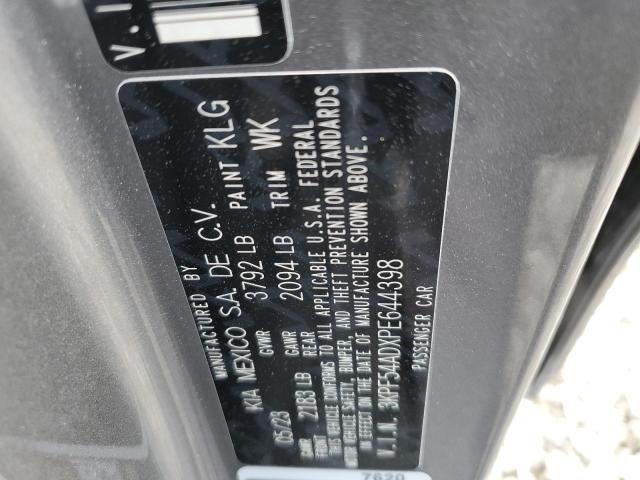 V.I
MANUFACTURED BY
KIA MEXICO S.A. DE C.V.
05/23 GVWR 3792 LB PAINT KLG
GAWR FRONT 2183 LB GAWR REAR 2094 LB TRIM WK
THIS VEHICLE CONFORMS TO ALL APPLICABLE U.S.A. FEDERAL
MOTOR VEHICLE SAFETY, BUMPER, AND THEFT PREVENTION STANDARDS
IN EFFECT ON THE DATE OF MANUFACTURE SHOWN ABOVE.
V.I.N. 3KPF54ADXPE644398
PASSENGER CAR
7620